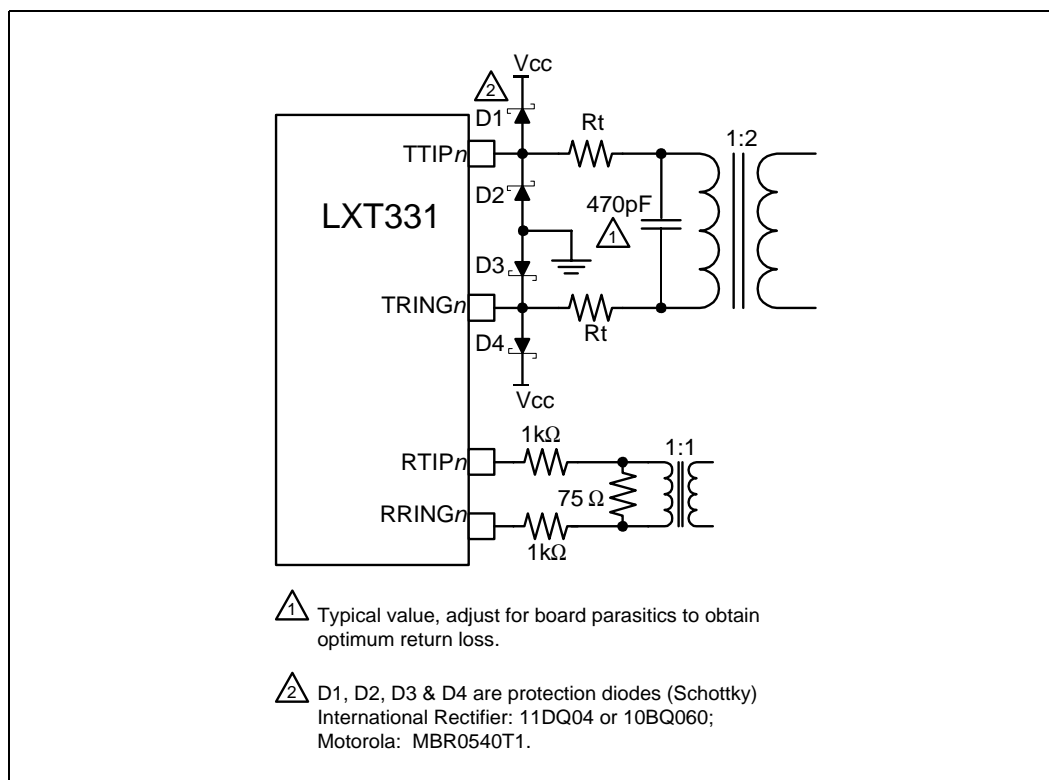 Vcc
2
D1
Rt
1:2
TTIPn
D2
470pF
LXT331
1
D3
TRINGn
Rt
D4
Vcc
1kΩ
1:1
RTIPn
75 Ω
RRINGn
1kΩ
1 Typical value, adjust for board parasitics to obtain
optimum return loss.
2 D1, D2, D3 & D4 are protection diodes (Schottky)
International Rectifier: 11DQ04 or 10BQ060;
Motorola: MBR0540T1.